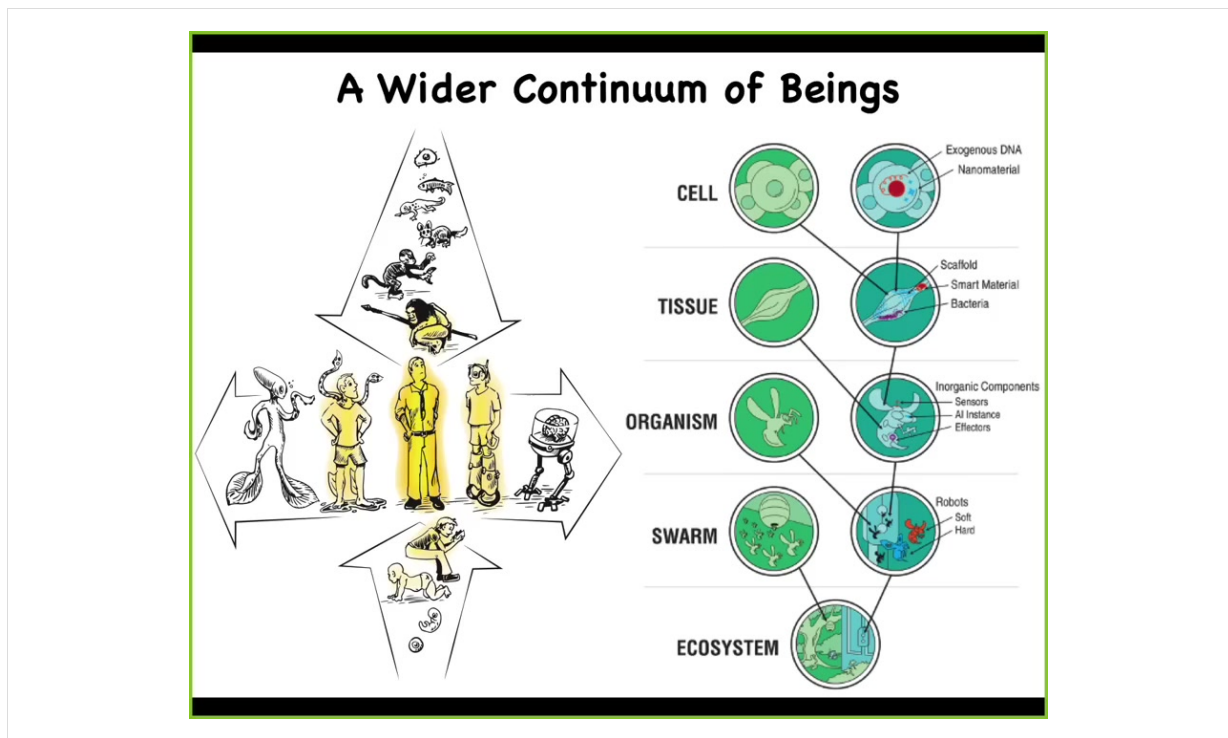 A Wider Continuum of Beings
CELL
Exogenous DNA
Nanomaterial
TISSUE
Scaffold
Smart Material
Bacteria
ORGANISM
Inorganic Components
Sensors
AI Instance
Effectors
SWARM
Robots
Soft
Hard
ECOSYSTEM